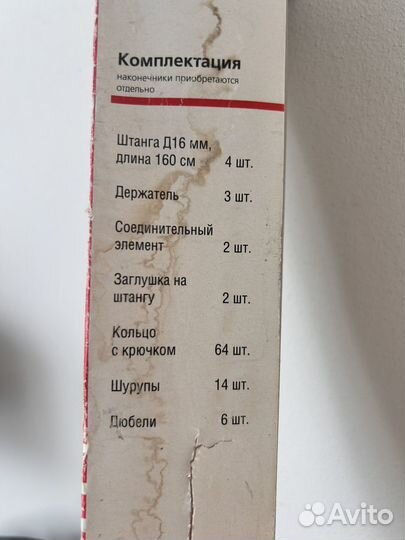 Комплектация
наконечники приобретаются
отдельно
Штанга Д16 мм,
длина 160 см 4 шт.
Держатель 3 шт.
Соединительный
элемент 2 шт.
Заглушка на
штангу 2 шт.
Кольцо
с крючком 64 шт.
Шурупы 14 шт.
Дюбели 6 шт.
Avito